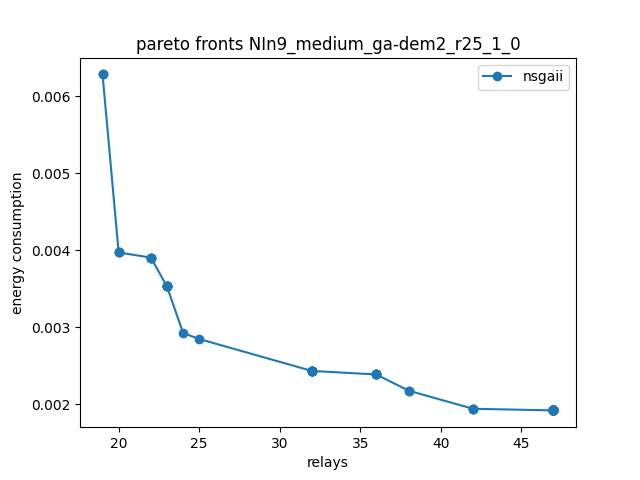 pareto fronts NIn9_medium_ga-dem2_r25_1_0
nsgaii
0.006
0.005
0.004
0.003
0.002
energy consumption
20 25 30 35 40 45
relays